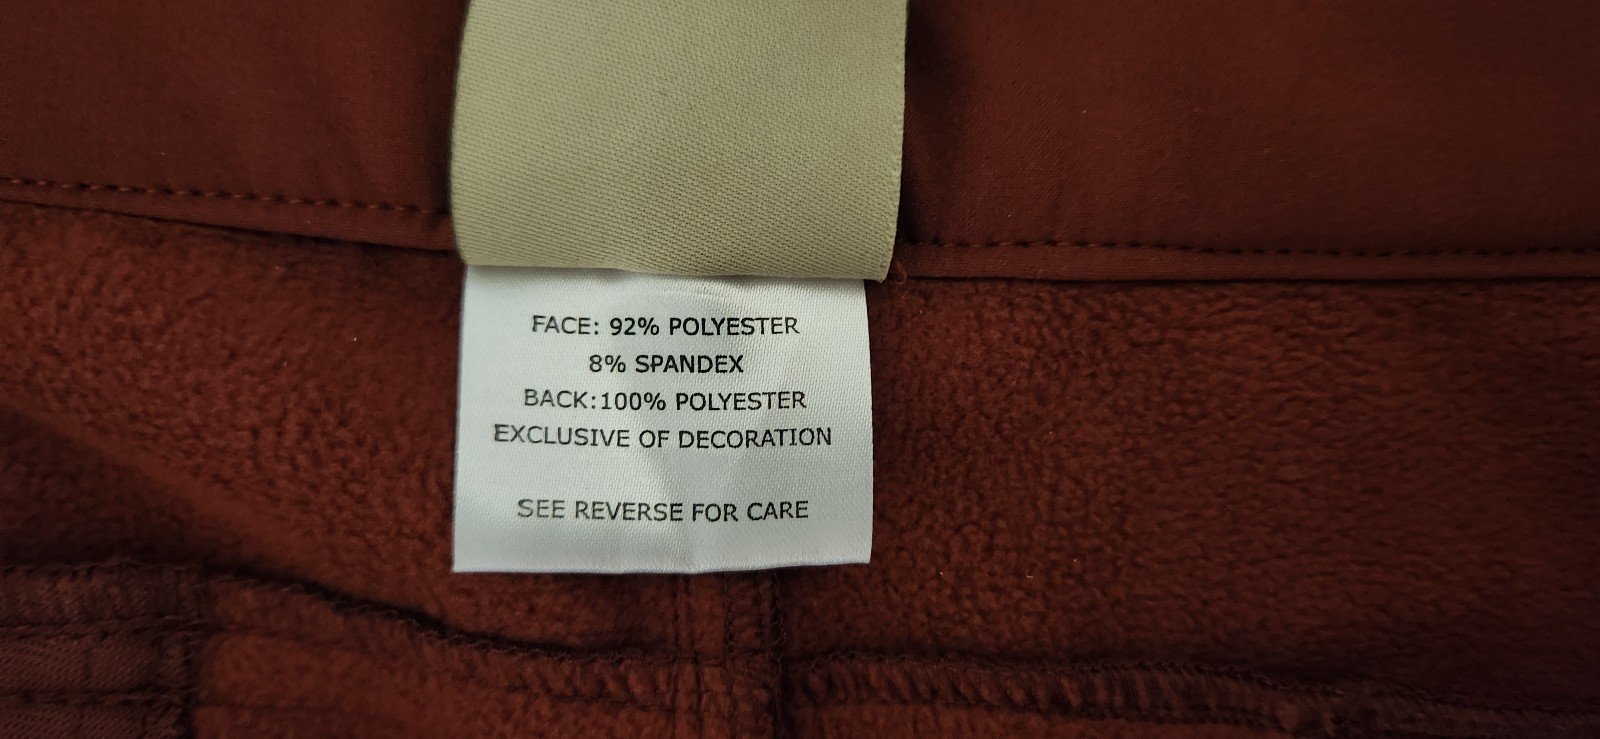 FACE: 92% POLYESTER
8% SPANDEX
BACK:100% POLYESTER
EXCLUSIVE OF DECORATION
SEE REVERSE FOR CARE